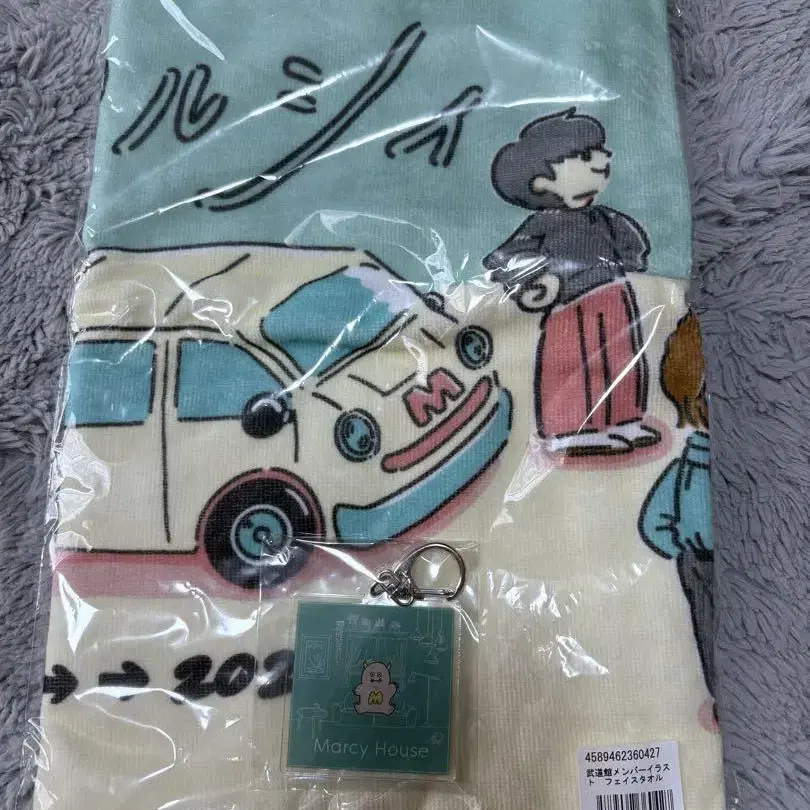 ルシィ
M
→→202
M
Marcy House
4589462360427
武道館メンバーイラス
ト フェイスタオル